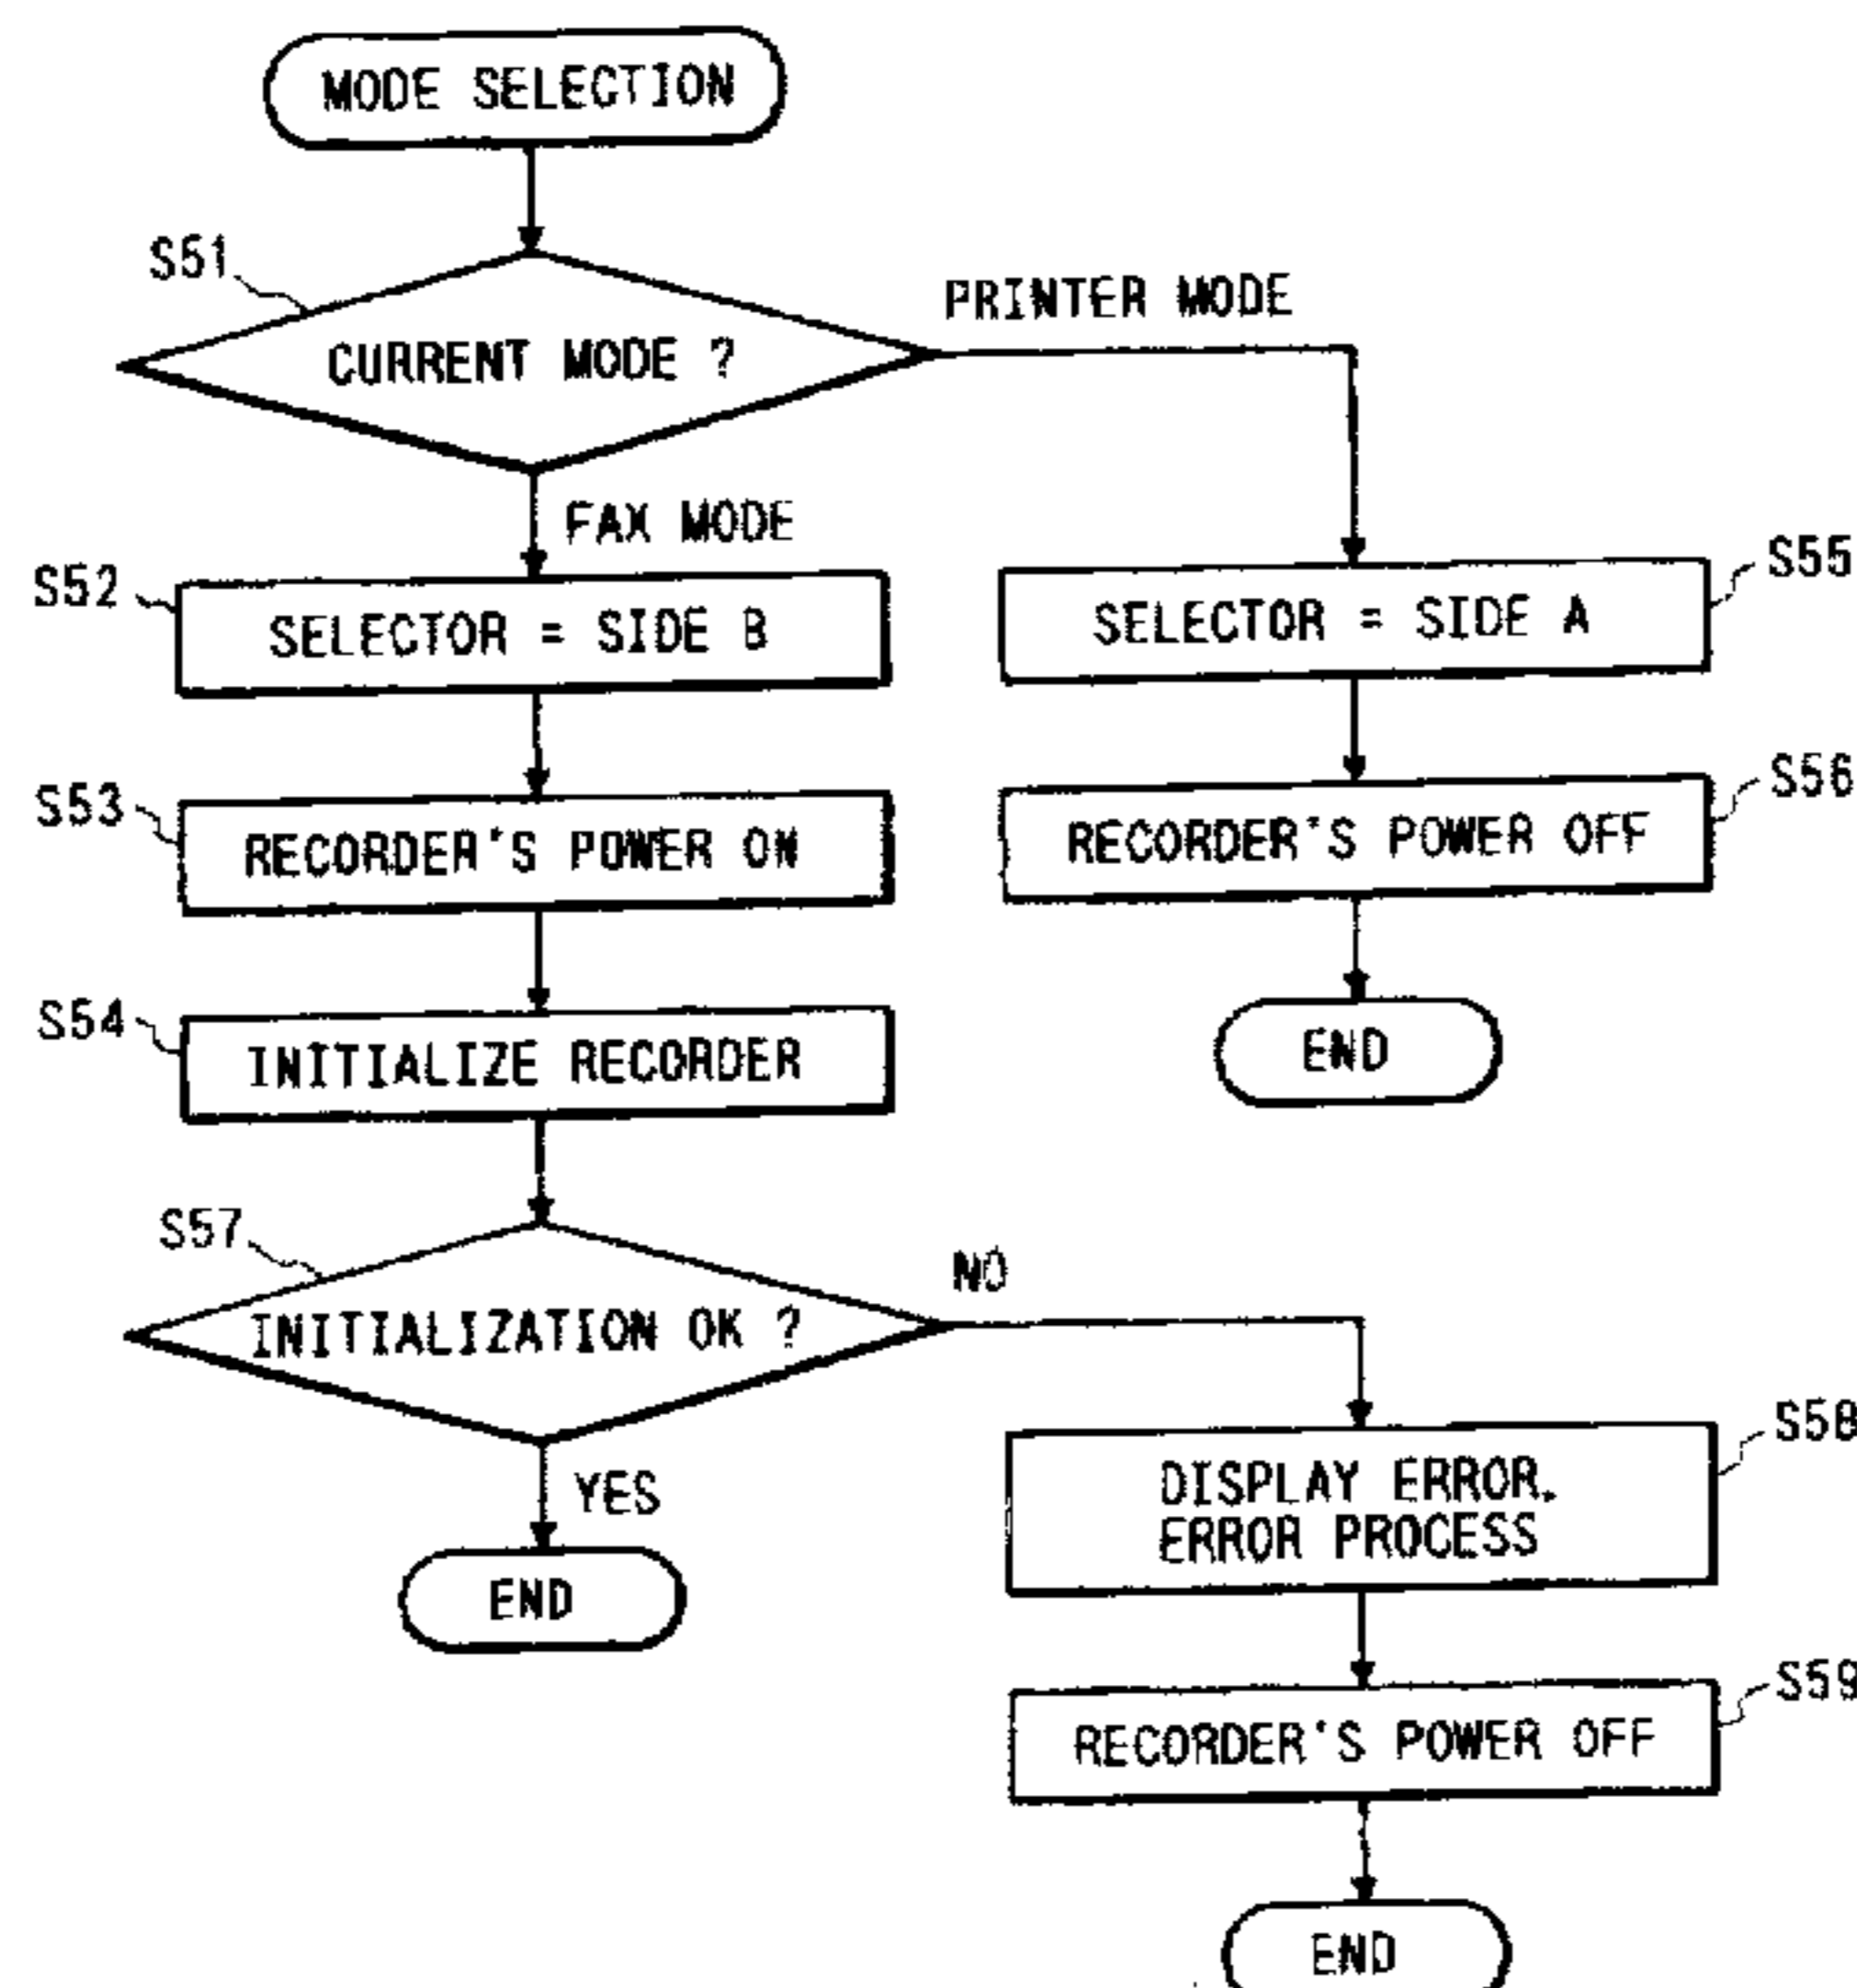 MODE SELECTION
S51
CURRENT MODE ?
PRINTER MODE
FAX MODE
S52
SELECTOR = SIDE B
S55
SELECTOR = SIDE A
S53
RECORDER'S POWER ON
S56
RECORDER'S POWER OFF
S54
INITIALIZE RECORDER
END
S57
INITIALIZATION OK ?
NO
YES
END
S58
DISPLAY ERROR.
ERROR PROCESS
S59
RECORDER'S POWER OFF
END